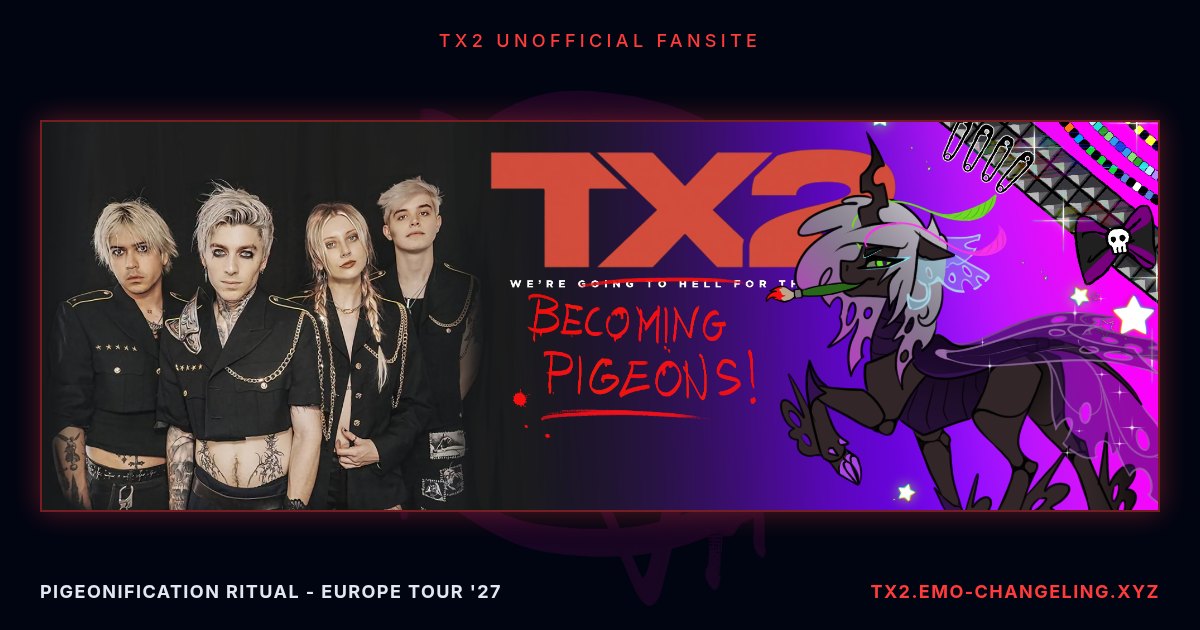 TX2 UNOFFICIAL FANSITE
TX2
WE'RE GOING TO HELL FOR TH
BECOMING
PIGEONS!
PIGEONIFICATION RITUAL - EUROPE TOUR '27
TX2.EMO-CHANGELING.XYZ